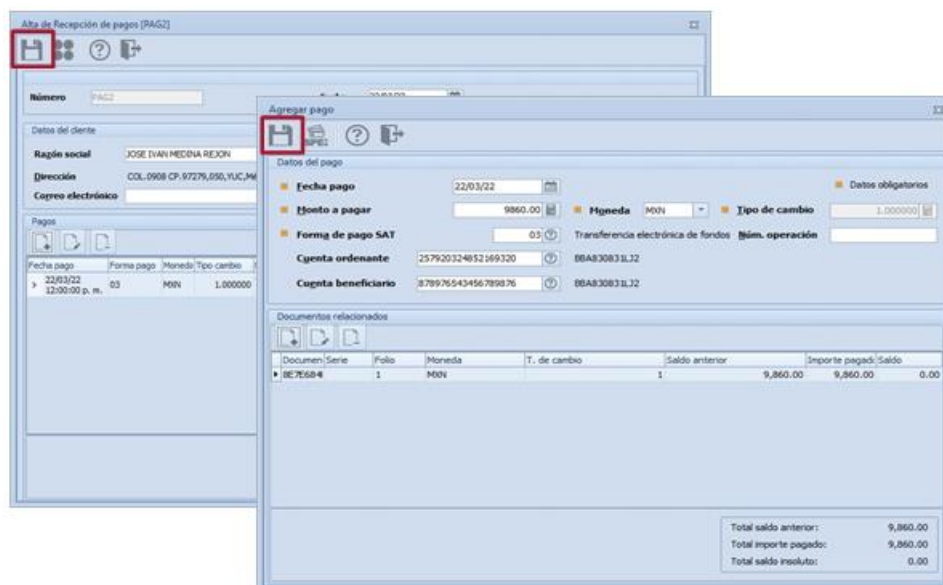 Alta de Recepción de pagos [PAG2]
Número PAG2
Datos del cliente
Razón social JOSE IVAN MEDINA REJON
Dirección COL.0908 CP.97279,050,YUC,
Correo electrónico
Pagos
Fecha pago Forma pago Moneda Tipo cambio
22/03/22 12:00:00 p. m. 03 MXN 1.000000
Agregar pago
SPEI
Datos del pago
Fecha pago 22/03/22 Datos obligatorios
Monto a pagar 9860.00 Moneda MXN Tipo de cambio 1.000000
Forma de pago SAT 03 Transferencia electrónica de fondos Núm. operación
Cuenta ordenante 257920324852169320 BBA830831LJ2
Cuenta beneficiario 878976543456789876 BBA830831LJ2
Documentos relacionados
Documen Serie Folio Moneda T. de cambio Saldo anterior Importe pagad Saldo
8E7E684 1 MXN 1 9,860.00 9,860.00 0.00
Total saldo anterior: 9,860.00
Total importe pagado: 9,860.00
Total saldo insoluto: 0.00